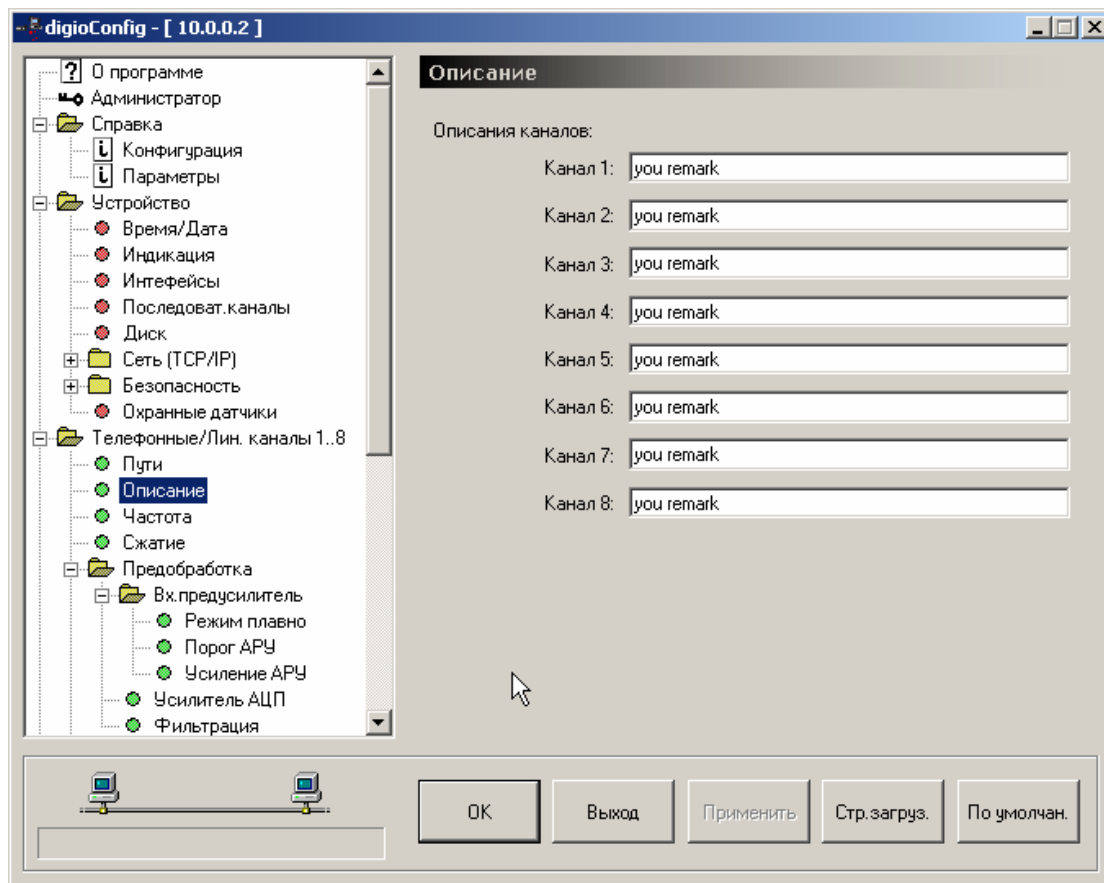 digioConfig - [ 10.0.0.2 ]
О программе
Администратор
Справка
Конфигурация
Параметры
Устройство
Время/Дата
Индикация
Интефейсы
Последоват.каналы
Диск
Сеть (TCP/IP)
Безопасность
Охранные датчики
Телефонные/Лин. каналы 1..8
Пути
Описание
Частота
Сжатие
Предобработка
Вх.предусилитель
Режим плавно
Порог АРУ
Усиление АРУ
Усилитель АЦП
Фильтрация
Описание
Описания каналов:
Канал 1: you remark
Канал 2: you remark
Канал 3: you remark
Канал 4: you remark
Канал 5: you remark
Канал 6: you remark
Канал 7: you remark
Канал 8: you remark
OK Выход Применить Стр.загруз. По умолчан.